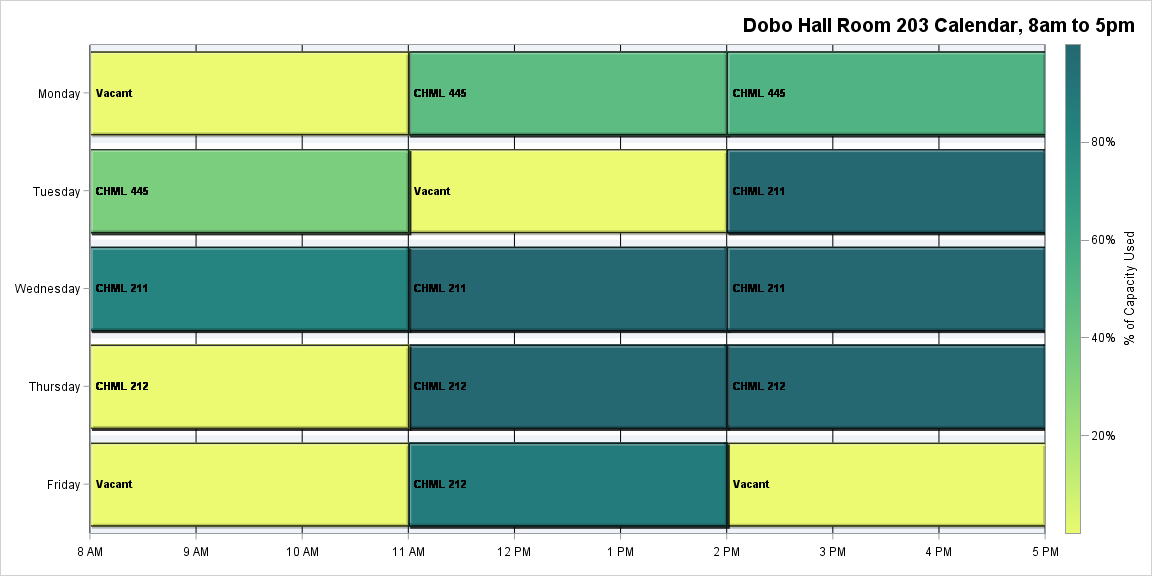 Dobo Hall Room 203 Calendar, 8am to 5pm
Monday
Vacant
CHML 445
CHML 445
Tuesday
CHML 445
Vacant
CHML 211
Wednesday
CHML 211
CHML 211
CHML 211
Thursday
CHML 212
CHML 212
CHML 212
Friday
Vacant
CHML 212
Vacant
8 AM
9 AM
10 AM
11 AM
12 PM
1 PM
2 PM
3 PM
4 PM
5 PM
80%
60%
40%
20%
% of Capacity Used